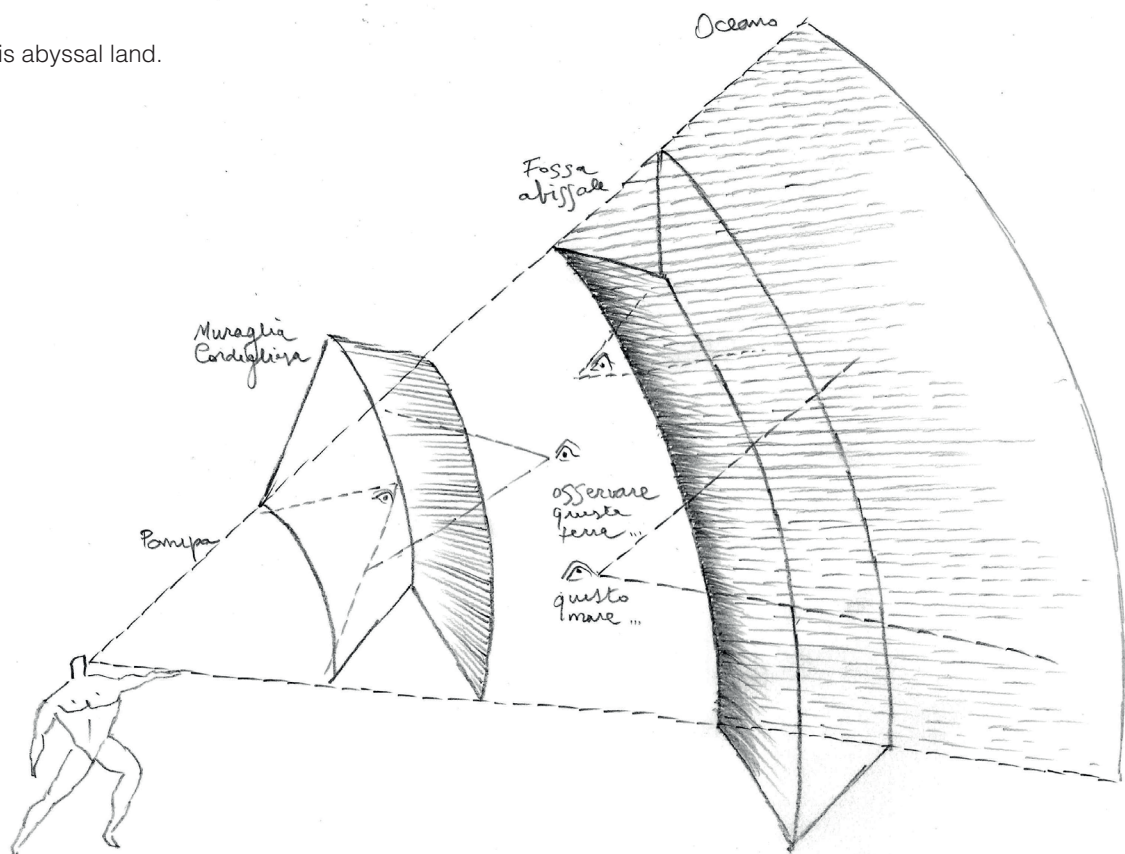 is abyssal land.
Oceano
Fossa
abissale
Muraglia
Cordigliera
Pampa
osservare
questa
terra ...
questo
mare ...